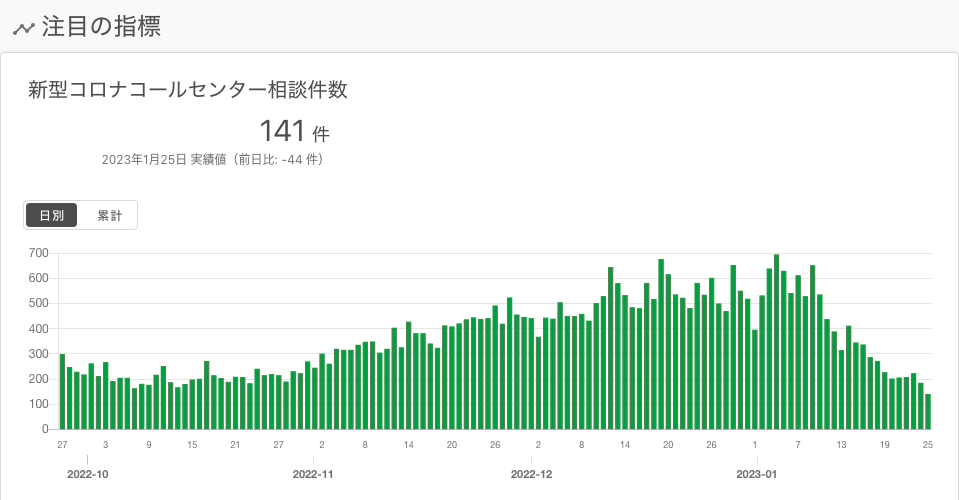 注目の指標
新型コロナコールセンター相談件数
141 件
2023年1月25日 実績値（前日比: -44 件）
日別 累計
700
600
500
400
300
200
100
0
27 3 9 15 21 27 2 8 14 20 26 2 8 14 20 26 1 7 13 19 25
2022-10 2022-11 2022-12 2023-01